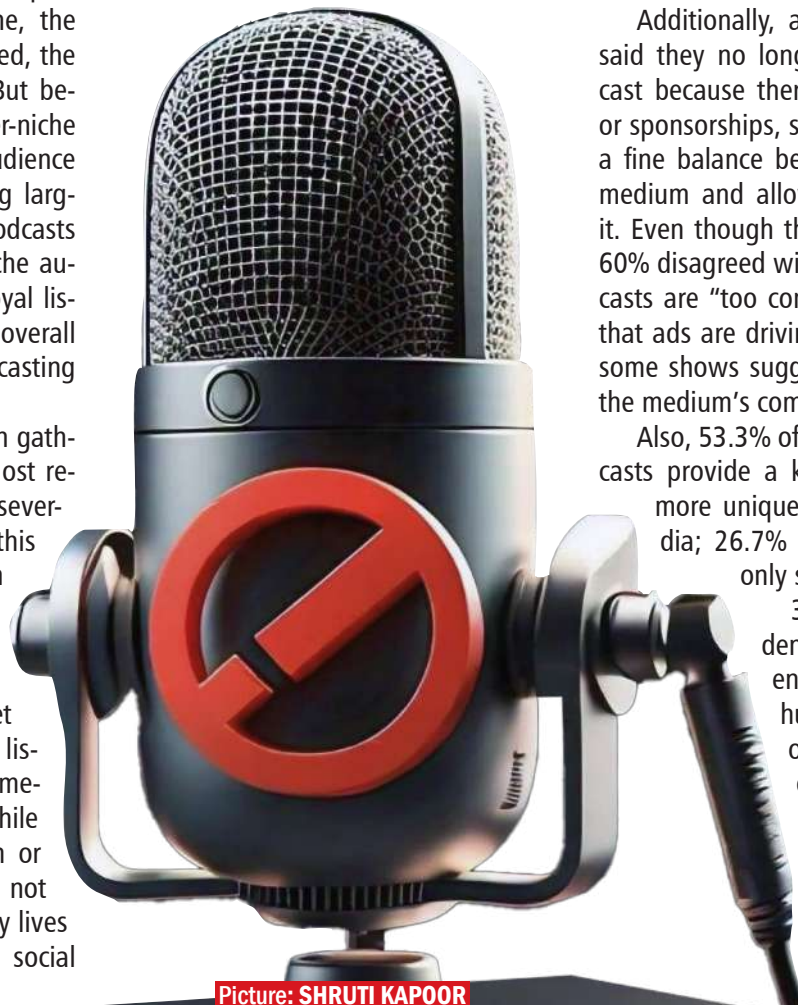 me, the
ed, the
But be-
r-niche
udience
g larg-
odcasts
the au-
yal lis-
overall
casting
n gath-
ost re-
sever-
this
n
et
lis-
me-
hile
n or
not
y lives
social
Additionally, a
said they no long
cast because ther
or sponsorships, s
a fine balance be
medium and allov
it. Even though th
60% disagreed wi
casts are “too cor
that ads are drivin
some shows sugg
the medium’s com
Also, 53.3% of
casts provide a k
more unique
dia; 26.7%
only s
3
den
en
hu
o
Picture: SHRUTI KAPOOR